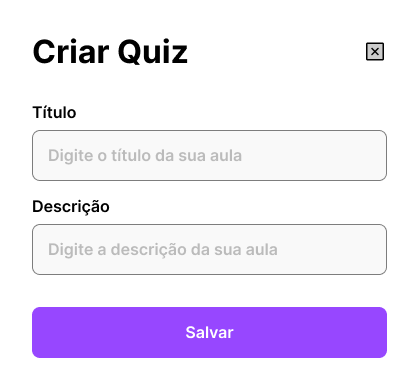 Criar Quiz
Título
Digite o título da sua aula
Descrição
Digite a descrição da sua aula
Salvar